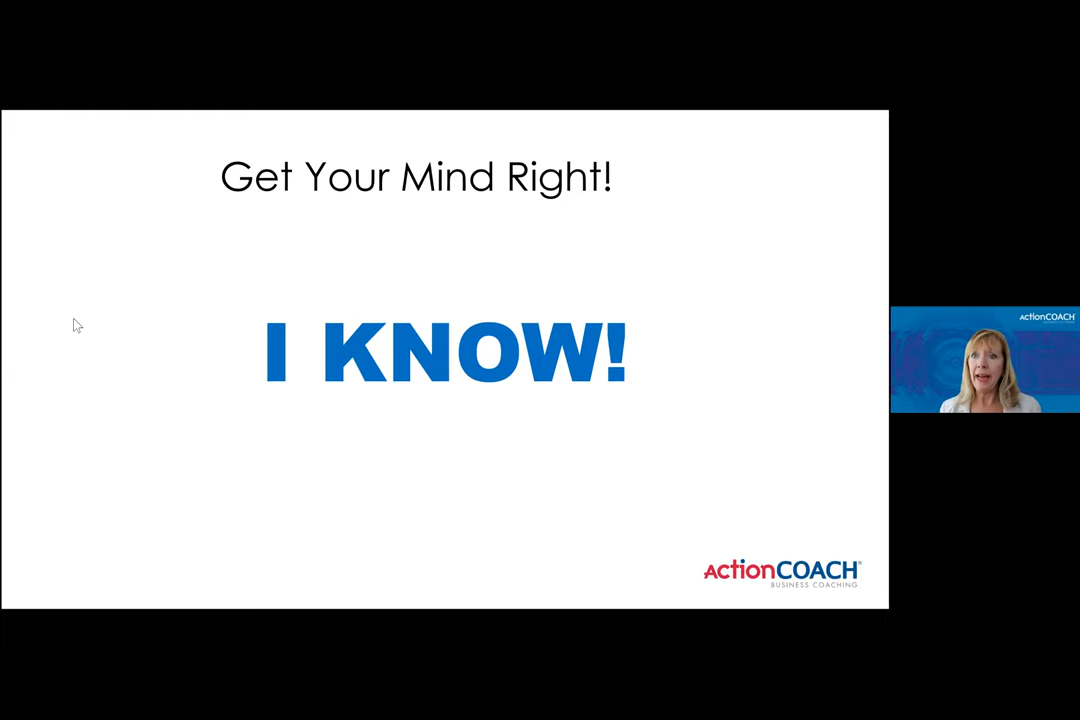 Get Your Mind Right!
I KNOW!
ActionCOACH
ActionCOACH®
BUSINESS COACHING